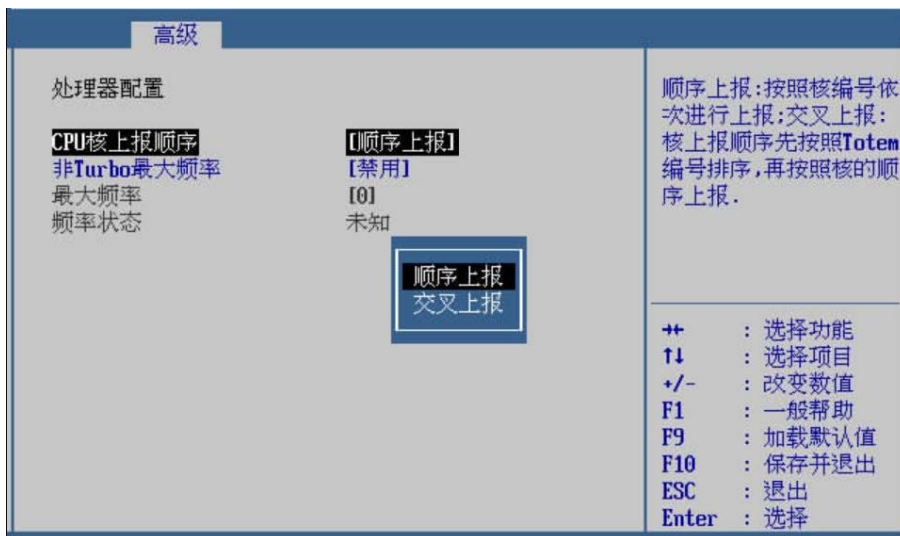 高级
处理器配置
CPU核上报顺序 [顺序上报]
非Turbo最大频率 [禁用]
最大频率 [0]
频率状态 未知
顺序上报
交叉上报
顺序上报:按照核编号依
次进行上报;交叉上报:
核上报顺序先按照Totem
编号排序,再按照核的顺
序上报.
→← : 选择功能
↑↓ : 选择项目
+/- : 改变数值
F1 : 一般帮助
F9 : 加载默认值
F10 : 保存并退出
ESC : 退出
Enter : 选择